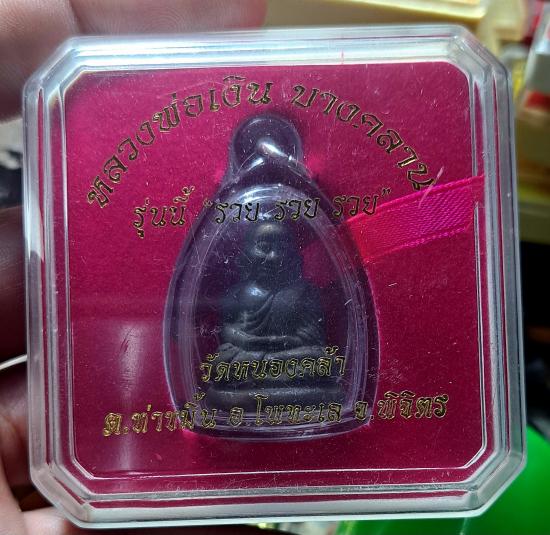 หลวงพ่อเงิน บางคลาน
รุ่นนี้ "รวย รวย รวย"
วัดหนองคล้า
ต.ท่าขมิ้น อ.โพทะเล จ.พิจิตร